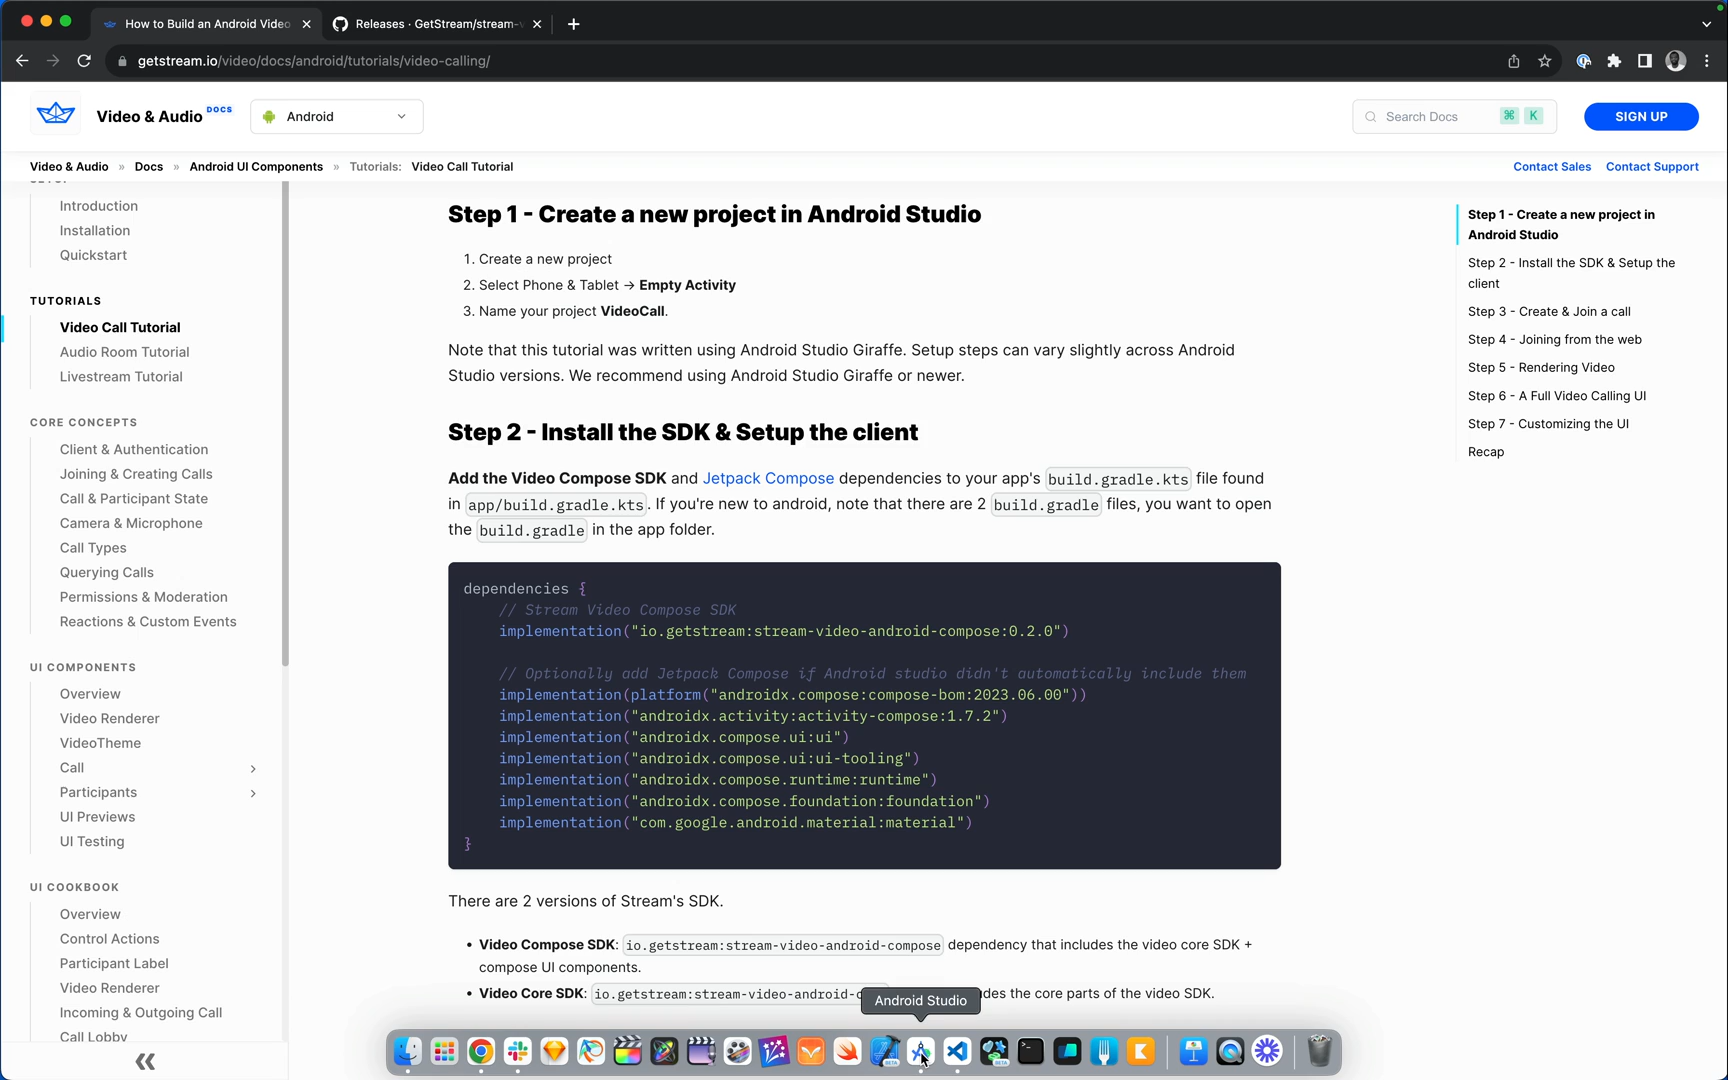 How to Build an Android Video
Releases · GetStream/stream-v
getstream.io/video/docs/android/tutorials/video-calling/
Video & Audio DOCS
Android
Search Docs ⌘ K
SIGN UP
Video & Audio » Docs » Android UI Components » Tutorials: Video Call Tutorial
Contact Sales Contact Support
Introduction
Installation
Quickstart
TUTORIALS
Video Call Tutorial
Audio Room Tutorial
Livestream Tutorial
CORE CONCEPTS
Client & Authentication
Joining & Creating Calls
Call & Participant State
Camera & Microphone
Call Types
Querying Calls
Permissions & Moderation
Reactions & Custom Events
UI COMPONENTS
Overview
Video Renderer
VideoTheme
Call
Participants
UI Previews
UI Testing
UI COOKBOOK
Overview
Control Actions
Participant Label
Video Renderer
Incoming & Outgoing Call
Call Lobby
Step 1 - Create a new project in Android Studio
1. Create a new project
2. Select Phone & Tablet → Empty Activity
3. Name your project VideoCall.
Note that this tutorial was written using Android Studio Giraffe. Setup steps can vary slightly across Android
Studio versions. We recommend using Android Studio Giraffe or newer.
Step 2 - Install the SDK & Setup the client
Add the Video Compose SDK and Jetpack Compose dependencies to your app's build.gradle.kts file found
in app/build.gradle.kts. If you're new to android, note that there are 2 build.gradle files, you want to open
the build.gradle in the app folder.
dependencies {
// Stream Video Compose SDK
implementation("io.getstream:stream-video-android-compose:0.2.0")
// Optionally add Jetpack Compose if Android studio didn't automatically include them
implementation(platform("androidx.compose:compose-bom:2023.06.00"))
implementation("androidx.activity:activity-compose:1.7.2")
implementation("androidx.compose.ui:ui")
implementation("androidx.compose.ui:ui-tooling")
implementation("androidx.compose.runtime:runtime")
implementation("androidx.compose.foundation:foundation")
implementation("com.google.android.material:material")
}
There are 2 versions of Stream's SDK.
• Video Compose SDK: io.getstream:stream-video-android-compose dependency that includes the video core SDK +
compose UI components.
• Video Core SDK: io.getstream:stream-video-android-c des the core parts of the video SDK.
Android Studio
Step 1 - Create a new project in
Android Studio
Step 2 - Install the SDK & Setup the
client
Step 3 - Create & Join a call
Step 4 - Joining from the web
Step 5 - Rendering Video
Step 6 - A Full Video Calling UI
Step 7 - Customizing the UI
Recap